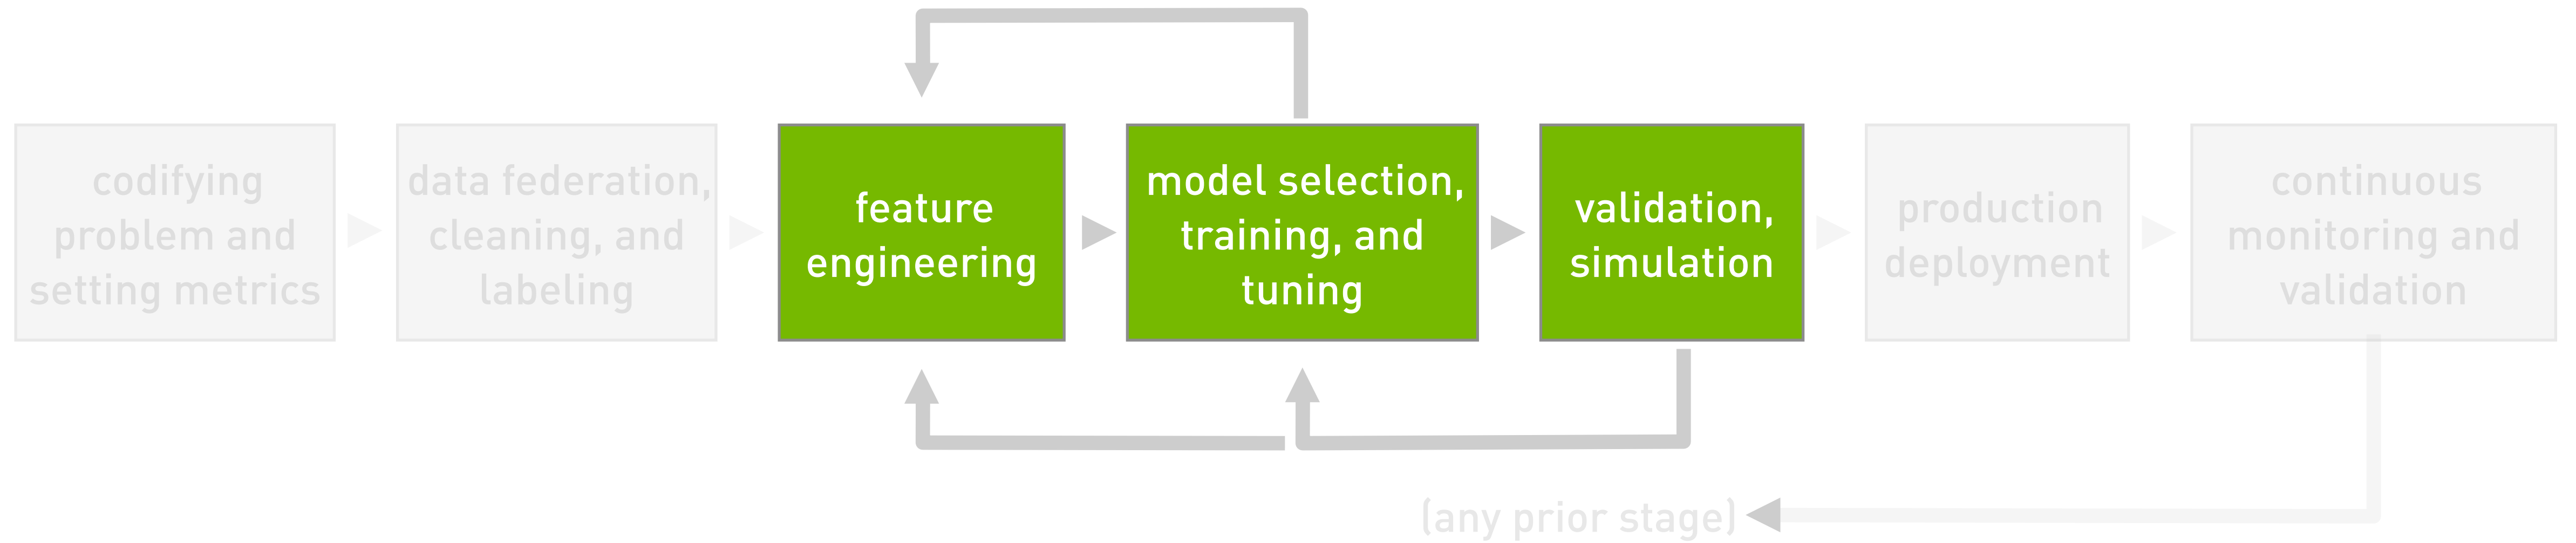 codifying
problem and
setting metrics
data federation,
cleaning, and
labeling
feature
engineering
model selection,
training, and
tuning
validation,
simulation
production
deployment
continuous
monitoring and
validation
(any prior stage)